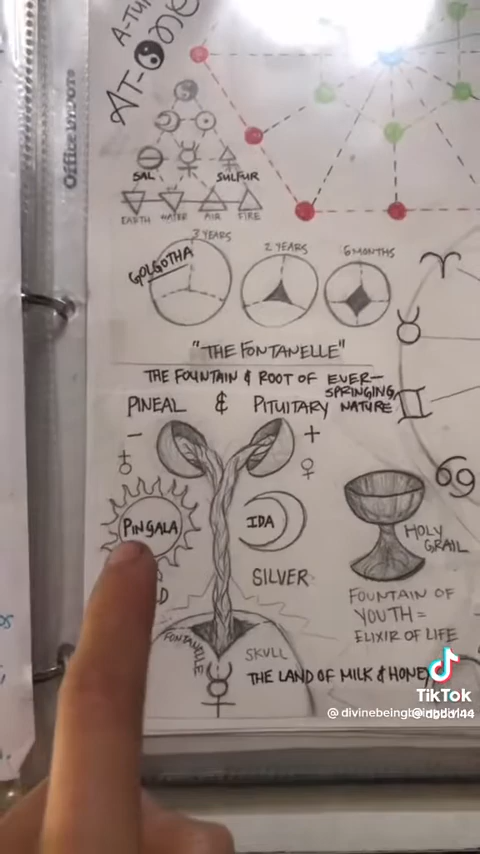 Office DEPOT
AT-
A-TU
SAL
SULFUR
EARTH WATER AIR FIRE
3 YEARS
2 YEARS
6 MONTHS
GOLGOTHA
"THE FONTANELLE"
THE FOUNTAIN & ROOT OF EVER-
SPRINGING
PINEAL & PITUITARY NATURE
- +
PINGALA
IDA
HOLY
GRAIL
SILVER
FOUNTAIN OF
YOUTH =
ELIXIR OF LIFE
FONTANELLE
SKULL
THE LAND OF MILK & HONEY
TikTok